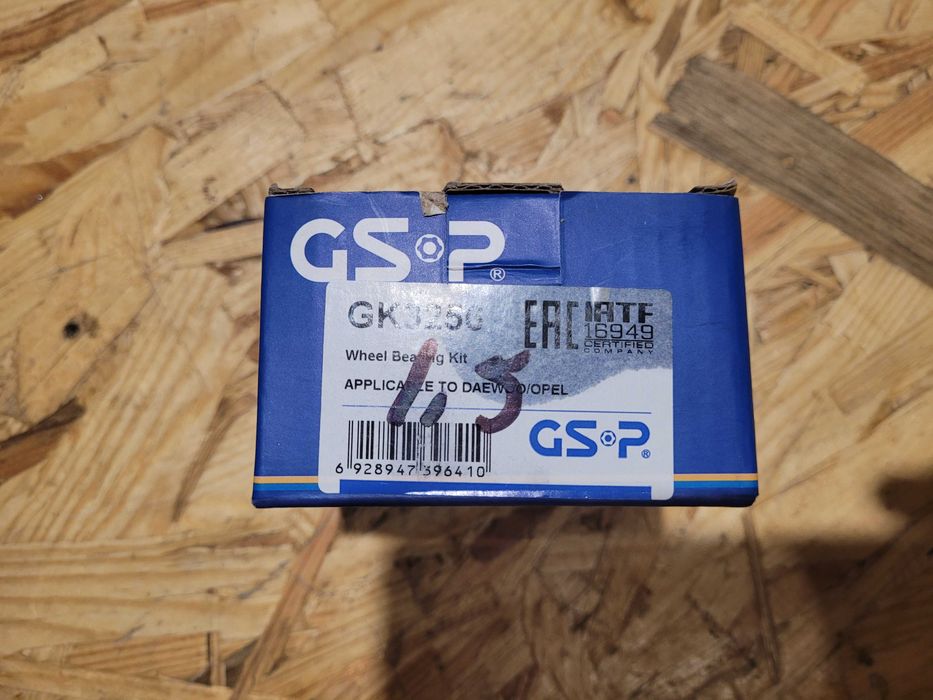 GSP®
GK3256
EAC
IATF
16949
CERTIFIED
COMPANY
Wheel Bearing Kit
APPLICABLE TO DAEWOO/OPEL
1,5
GSP®
6 928947 396410